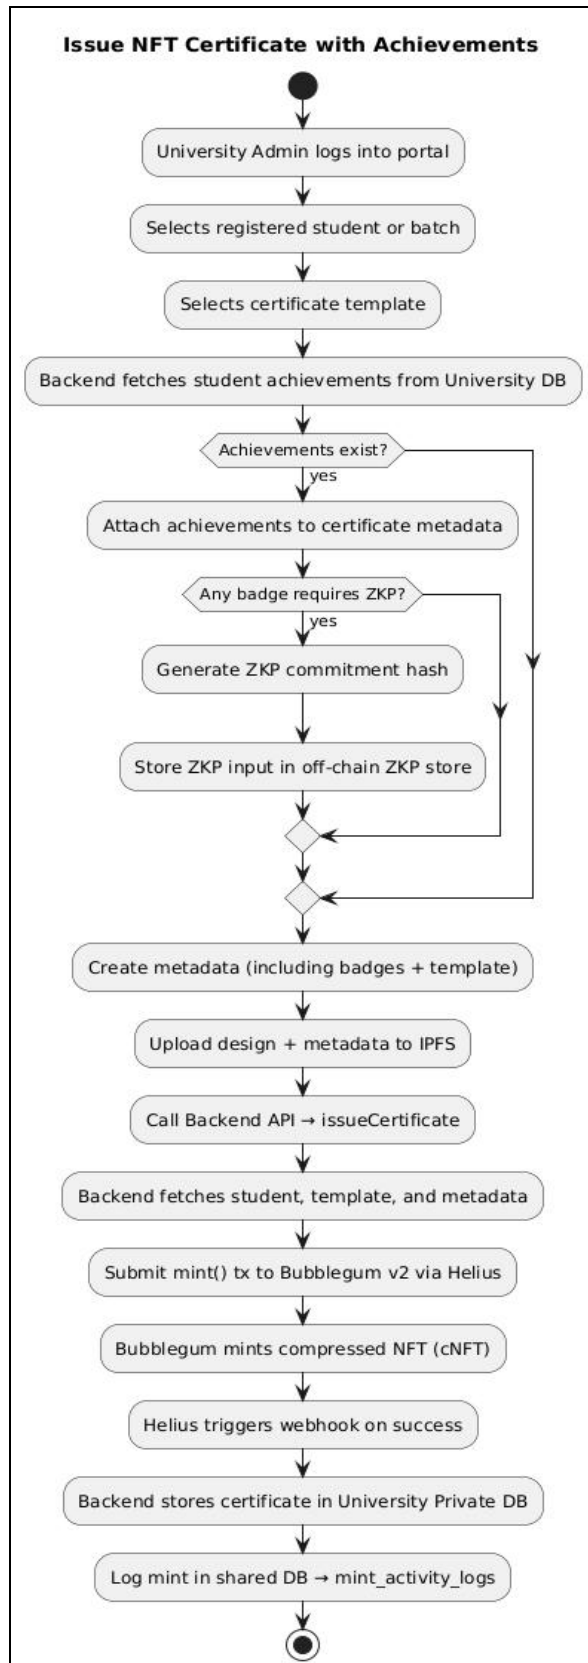 Issue NFT Certificate with Achievements
University Admin logs into portal
Selects registered student or batch
Selects certificate template
Backend fetches student achievements from University DB
Achievements exist?
yes
Attach achievements to certificate metadata
Any badge requires ZKP?
yes
Generate ZKP commitment hash
Store ZKP input in off-chain ZKP store
Create metadata (including badges + template)
Upload design + metadata to IPFS
Call Backend API → issueCertificate
Backend fetches student, template, and metadata
Submit mint() tx to Bubblegum v2 via Helius
Bubblegum mints compressed NFT (cNFT)
Helius triggers webhook on success
Backend stores certificate in University Private DB
Log mint in shared DB → mint_activity_logs